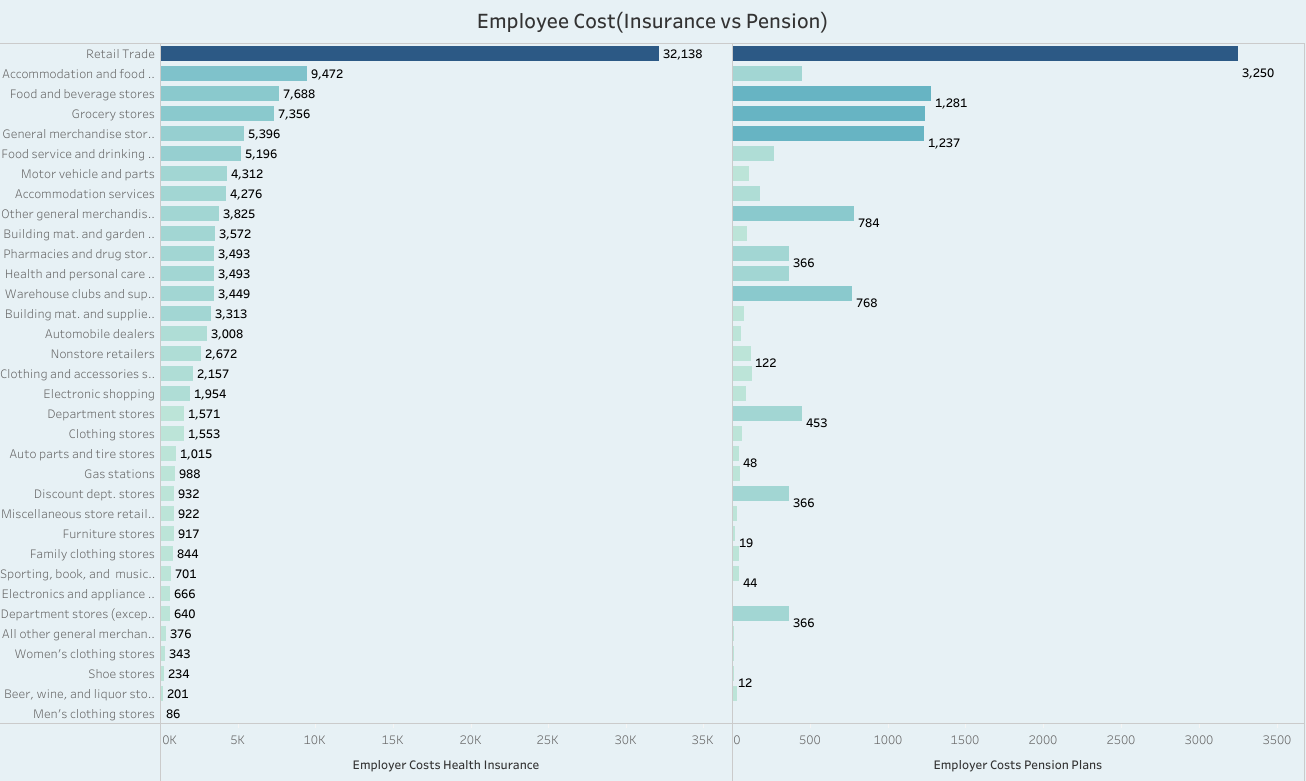 Employee Cost(Insurance vs Pension)
Retail Trade 32,138
3,250
Accommodation and food .. 9,472
Food and beverage stores 7,688
1,281
Grocery stores 7,356
General merchandise stor.. 5,396
1,237
Food service and drinking .. 5,196
Motor vehicle and parts 4,312
Accommodation services 4,276
Other general merchandis.. 3,825
784
Building mat. and garden .. 3,572
Pharmacies and drug stor.. 3,493
366
Health and personal care .. 3,493
Warehouse clubs and sup.. 3,449
768
Building mat. and supplie.. 3,313
Automobile dealers 3,008
Nonstore retailers 2,672
122
Clothing and accessories s.. 2,157
Electronic shopping 1,954
Department stores 1,571
453
Clothing stores 1,553
Auto parts and tire stores 1,015
48
Gas stations 988
Discount dept. stores 932
366
Miscellaneous store retail.. 922
Furniture stores 917
19
Family clothing stores 844
Sporting, book, and music.. 701
44
Electronics and appliance .. 666
Department stores (excep.. 640
366
All other general merchan.. 376
Women's clothing stores 343
Shoe stores 234
12
Beer, wine, and liquor sto.. 201
Men's clothing stores 86
0K 5K 10K 15K 20K 25K 30K 35K 0 500 1000 1500 2000 2500 3000 3500
Employer Costs Health Insurance Employer Costs Pension Plans